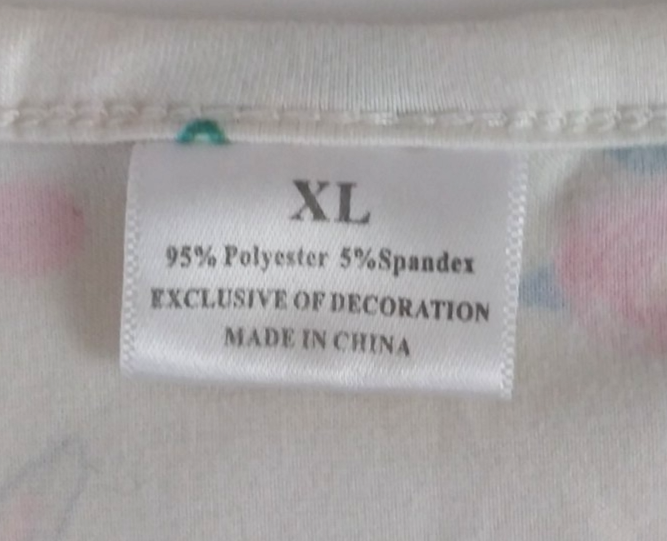 XL
95% Polyester 5%Spandex
EXCLUSIVE OF DECORATION
MADE IN CHINA